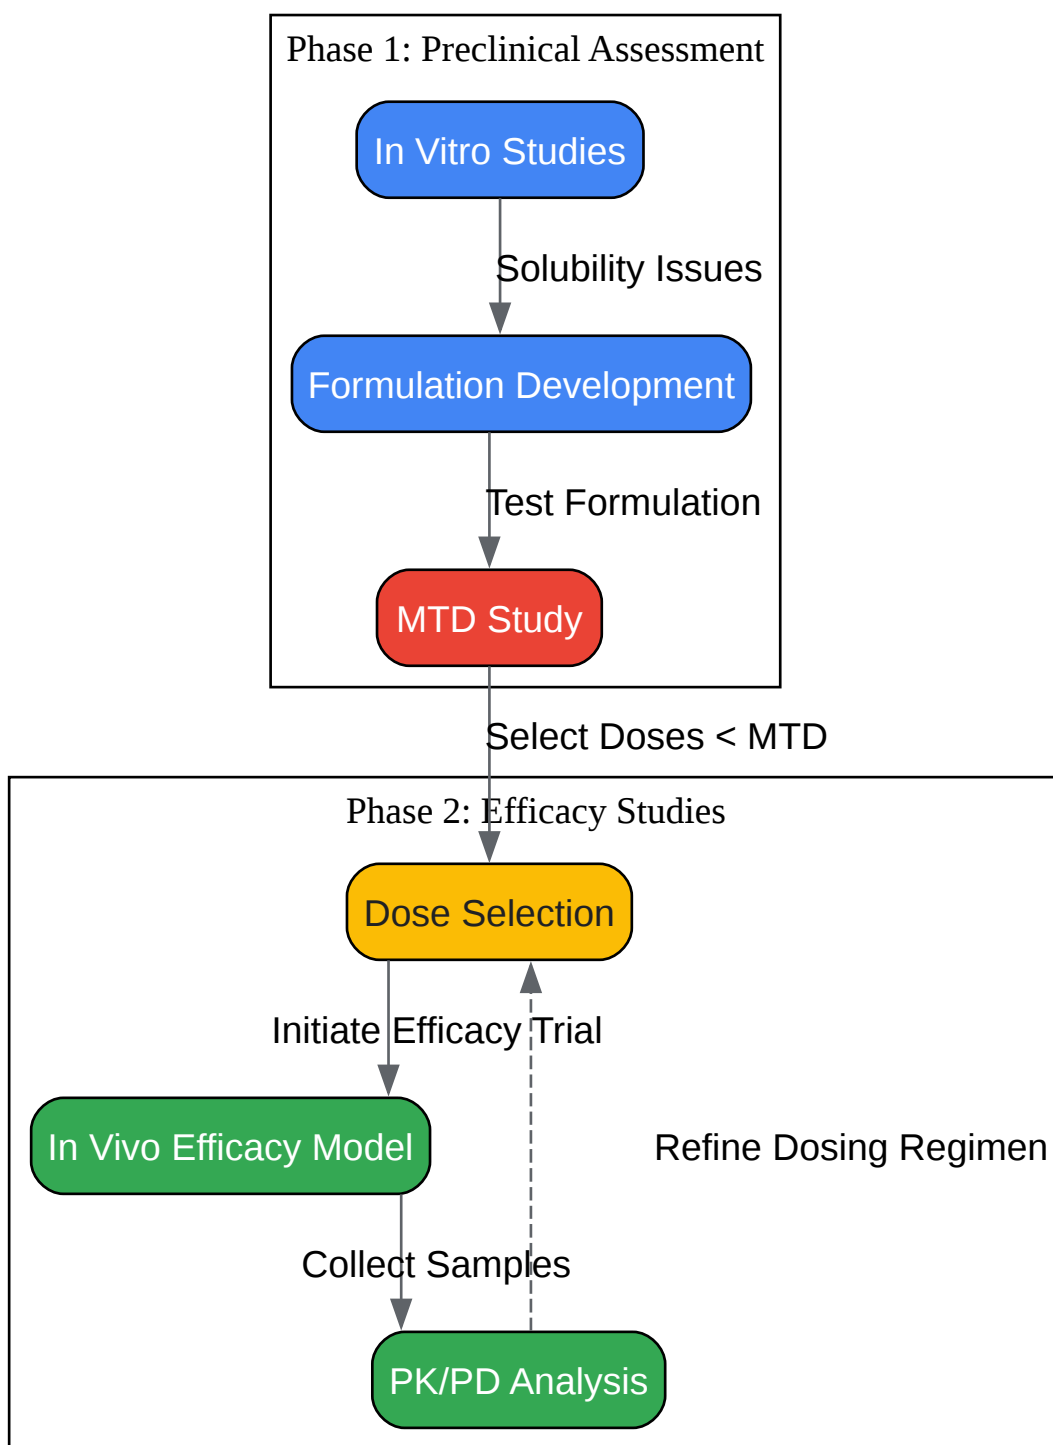 Phase 1: Preclinical Assessment
In Vitro Studies
Solubility Issues
Formulation Development
Test Formulation
MTD Study
Select Doses < MTD
Phase 2: Efficacy Studies
Dose Selection
Initiate Efficacy Trial
In Vivo Efficacy Model
Refine Dosing Regimen
Collect Samples
PK/PD Analysis